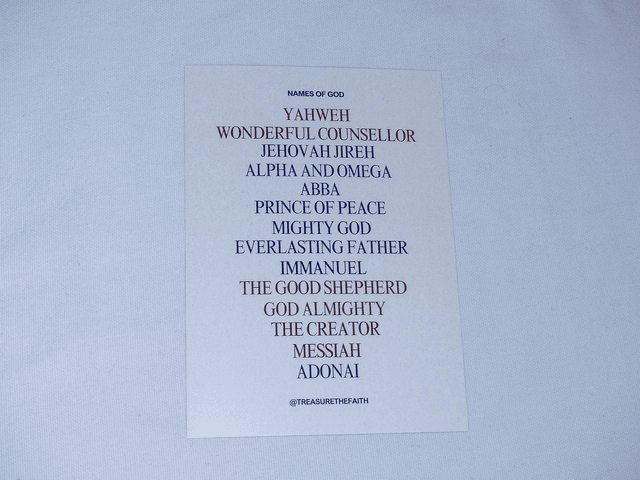 NAMES OF GOD
YAHWEH
WONDERFUL COUNSELLOR
JEHOVAH JIREH
ALPHA AND OMEGA
ABBA
PRINCE OF PEACE
MIGHTY GOD
EVERLASTING FATHER
IMMANUEL
THE GOOD SHEPHERD
GOD ALMIGHTY
THE CREATOR
MESSIAH
ADONAI
@TREASURETHEFAITH